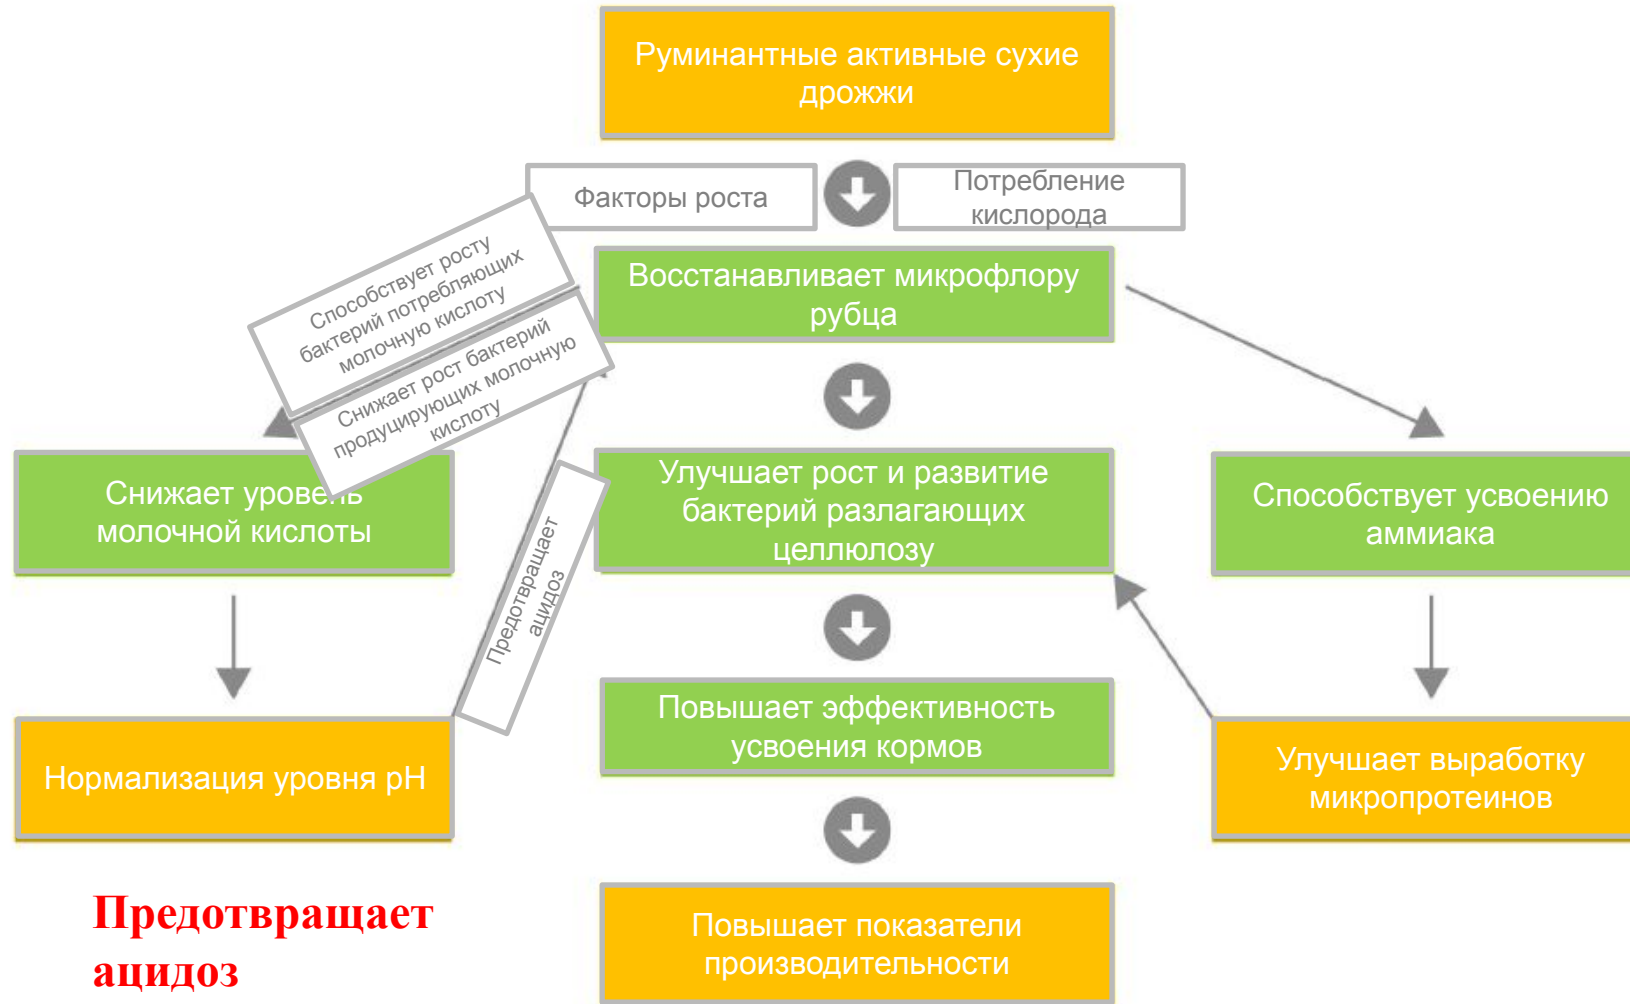 Руминантные активные сухие
дрожжи
Факторы роста
Потребление
кислорода
Способствует росту
бактерий потребляющих
молочную кислоту
Снижает рост бактерий
продуцирующих молочную
кислоту
Восстанавливает микрофлору
рубца
Снижает уровень
молочной кислоты
Предотвращает
ацидоз
Улучшает рост и развитие
бактерий разлагающих
целлюлозу
Способствует усвоению
аммиака
Нормализация уровня pH
Повышает эффективность
усвоения кормов
Улучшает выработку
микропротеинов
Предотвращает
ацидоз
Повышает показатели
производительности